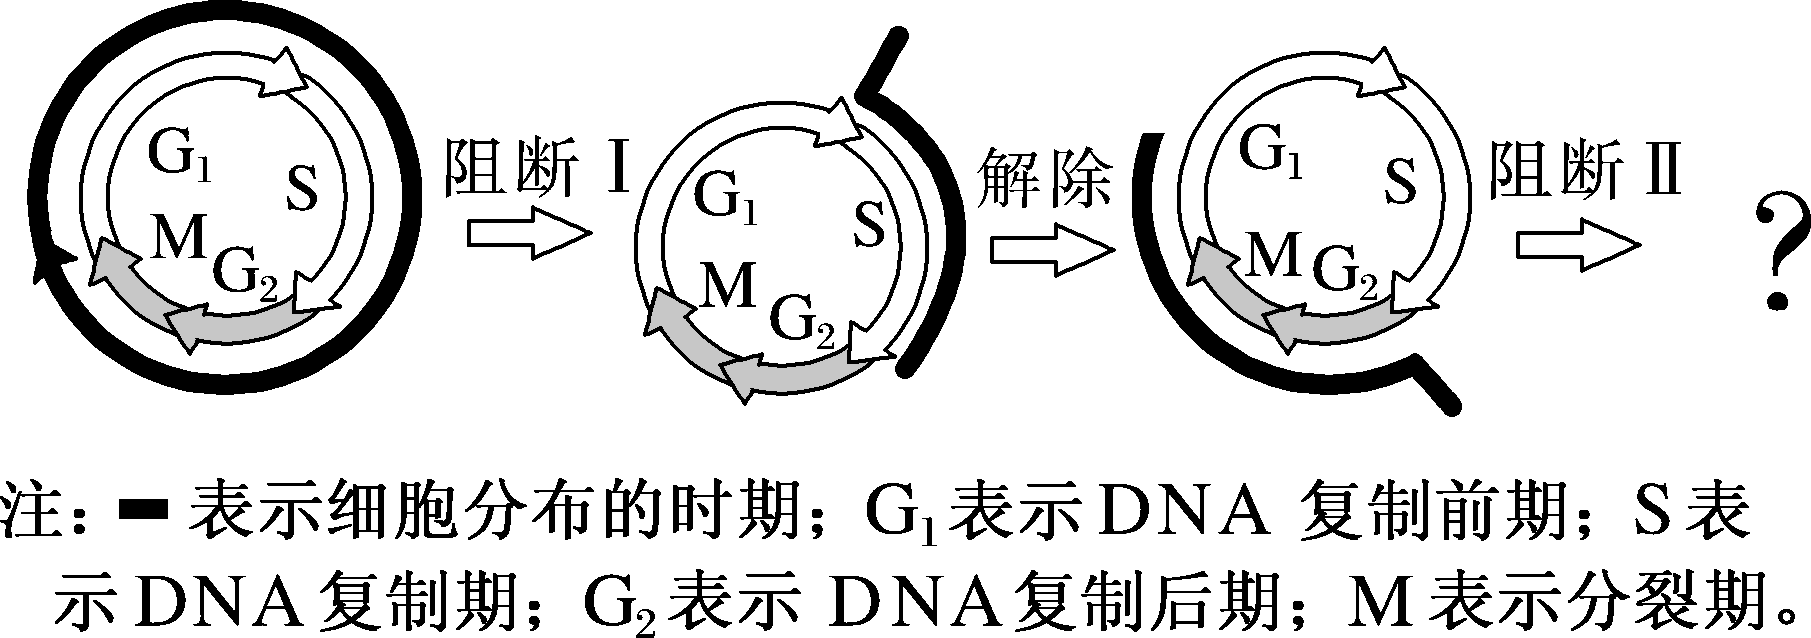 G₁ S M G₂
阻断 Ⅰ
G₁ S M G₂
解除
G₁ S M G₂
阻断 Ⅱ
?
注：━ 表示细胞分布的时期；G₁表示DNA 复制前期；S表
示DNA复制期；G₂表示 DNA复制后期；M表示分裂期。